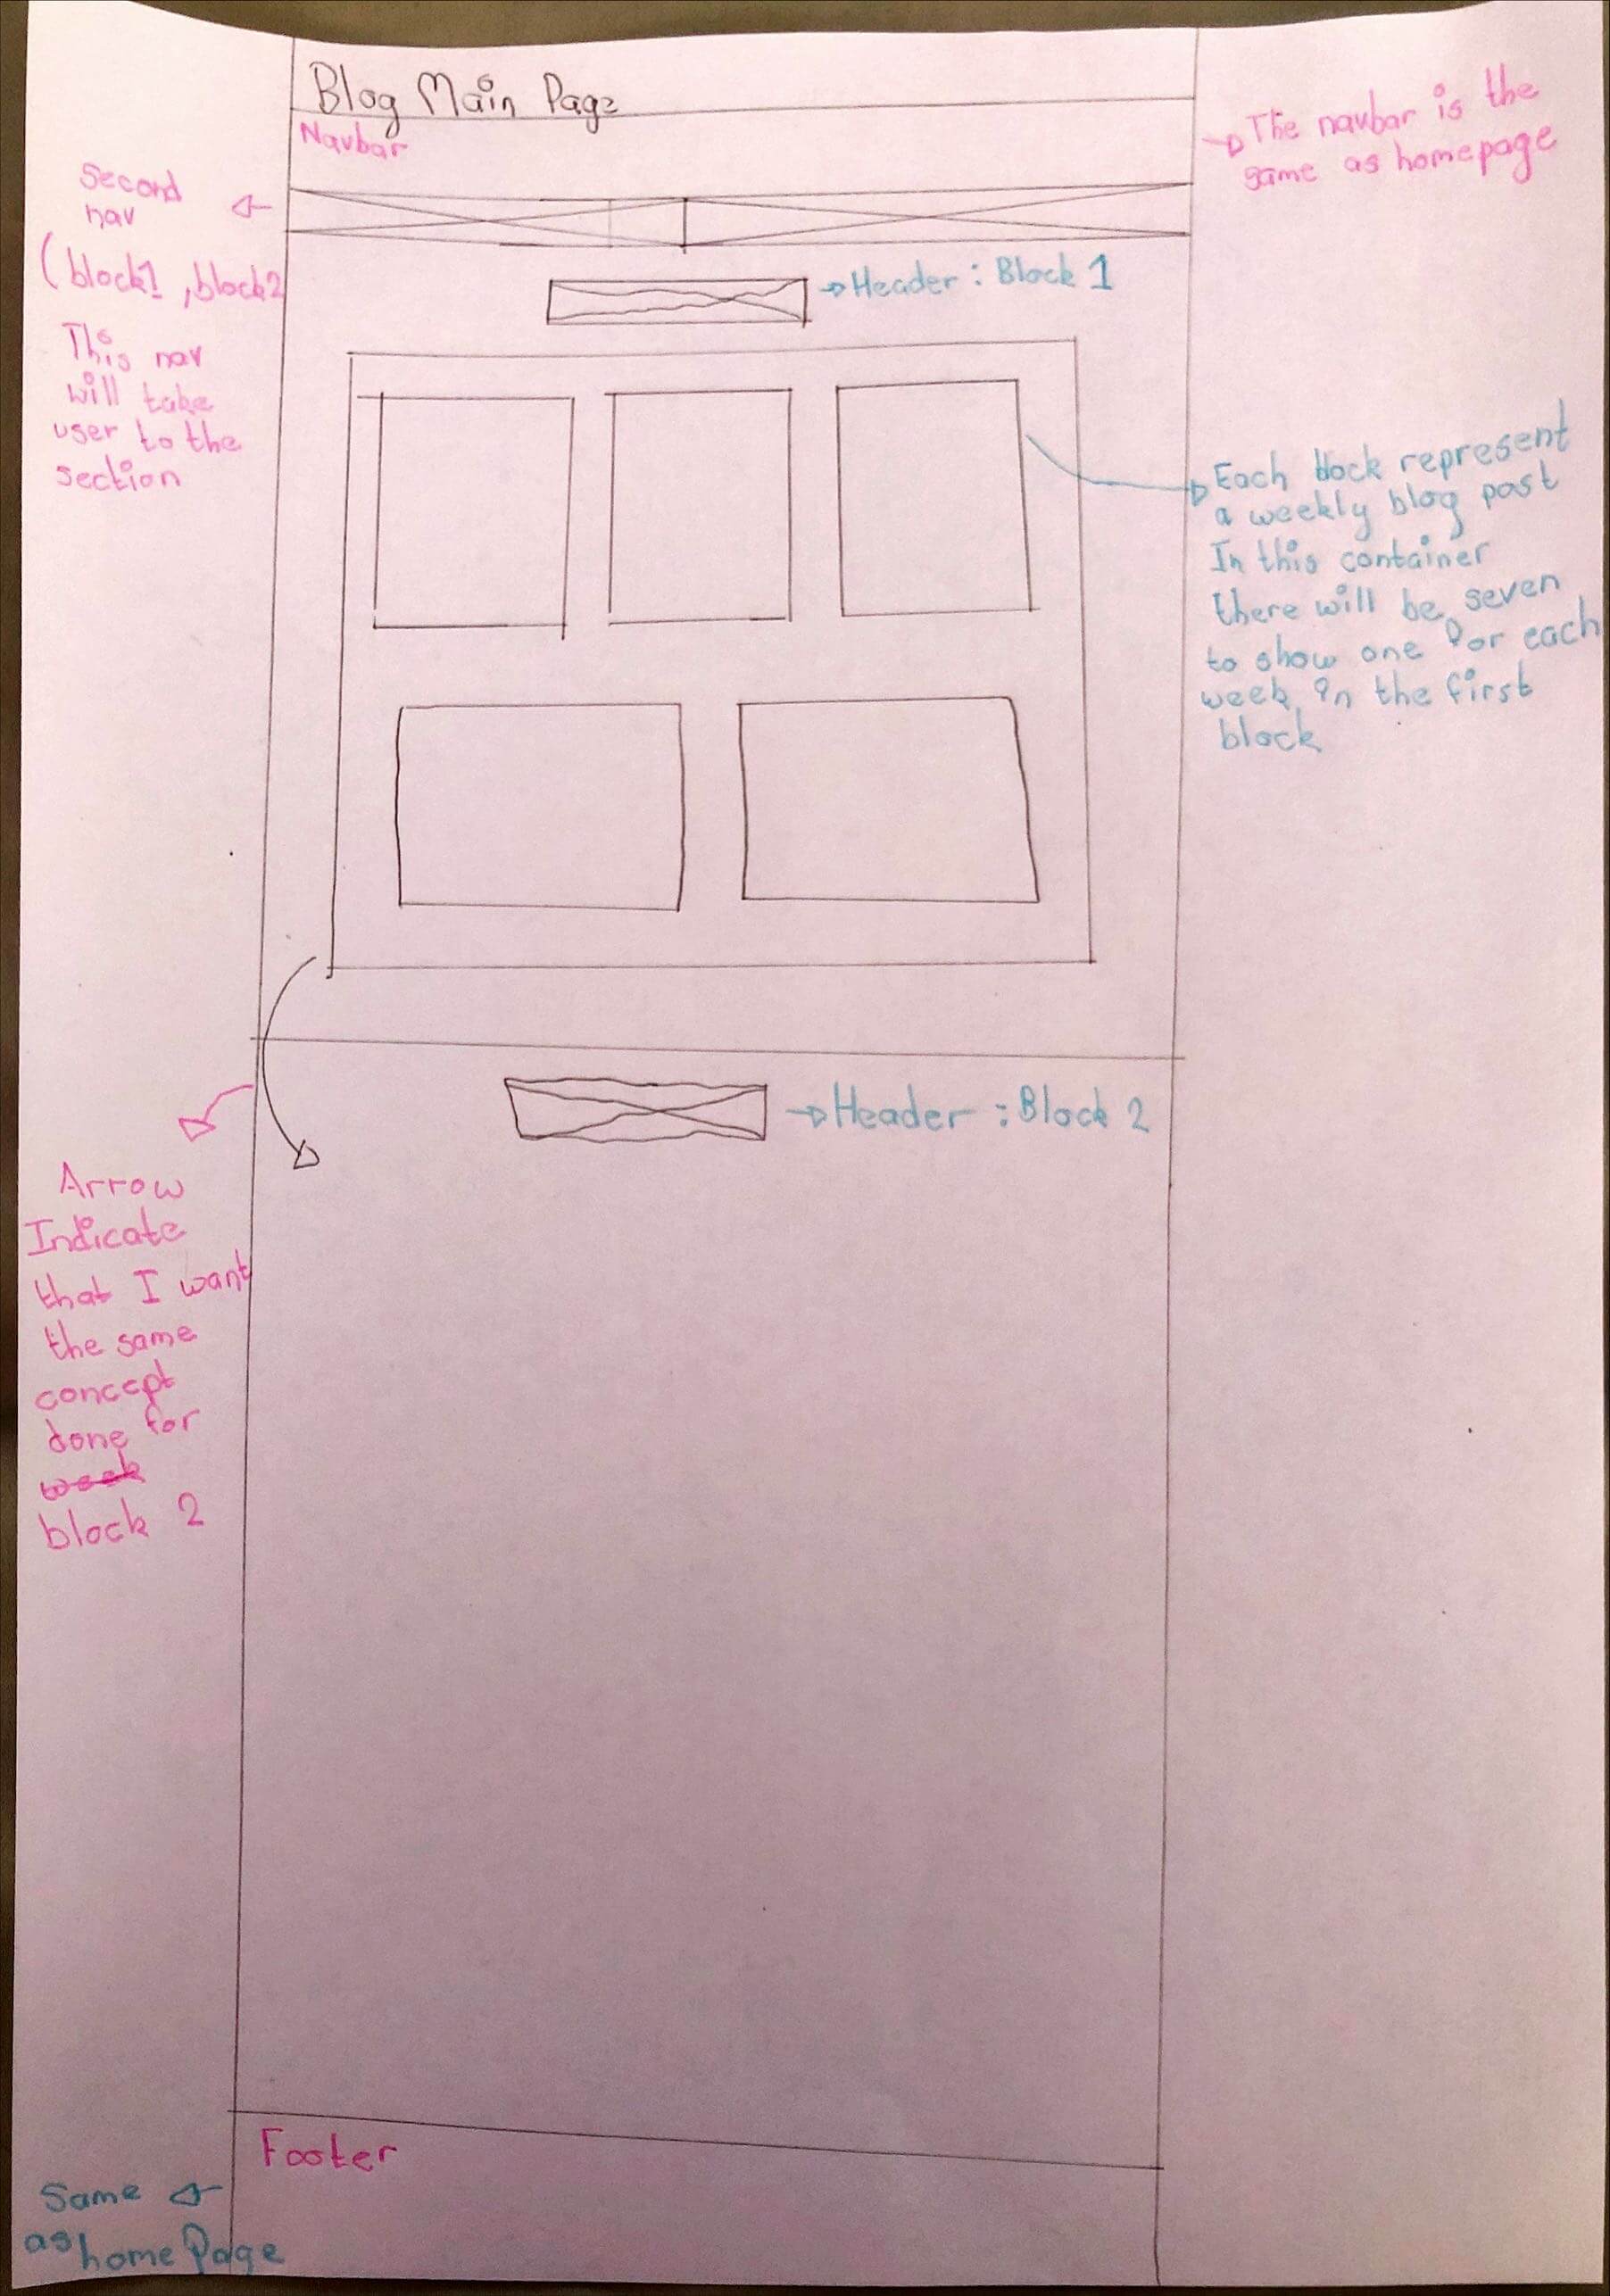 Blog Main Page
Navbar
→ The navbar is the
same as homepage
Second
nav
(block1, block2
This nav
will take
user to the
section
→ Header : Block 1
Each block represent
a weekly blog post
In this container
there will be seven
to show one for each
week in the first
block
→ Header : Block 2
Arrow
Indicate
that I want
the same
concept
done for
week
block 2
Footer
Same
as home Page